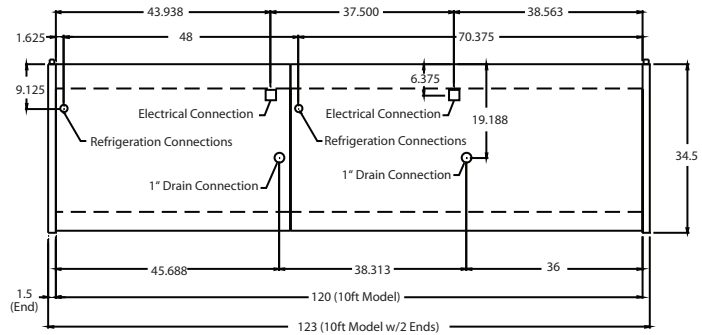 43.938 37.500 38.563
1.625 48 70.375
9.125 6.375
Electrical Connection Electrical Connection 19.188
Refrigeration Connections Refrigeration Connections
34.5
1" Drain Connection 1" Drain Connection
45.688 38.313 36
1.5
(End) 120 (10ft Model)
123 (10ft Model w/2 Ends)